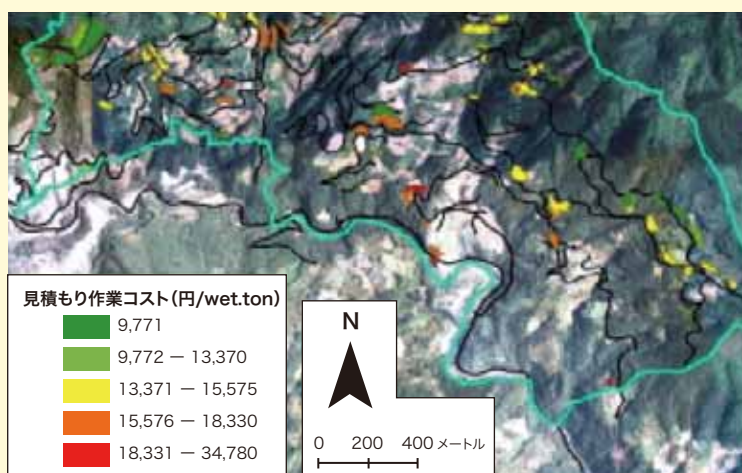 見積もり作業コスト(円/wet.ton)
9,771
9,772 － 13,370
13,371 － 15,575
15,576 － 18,330
18,331 － 34,780
N
0 200 400 メートル